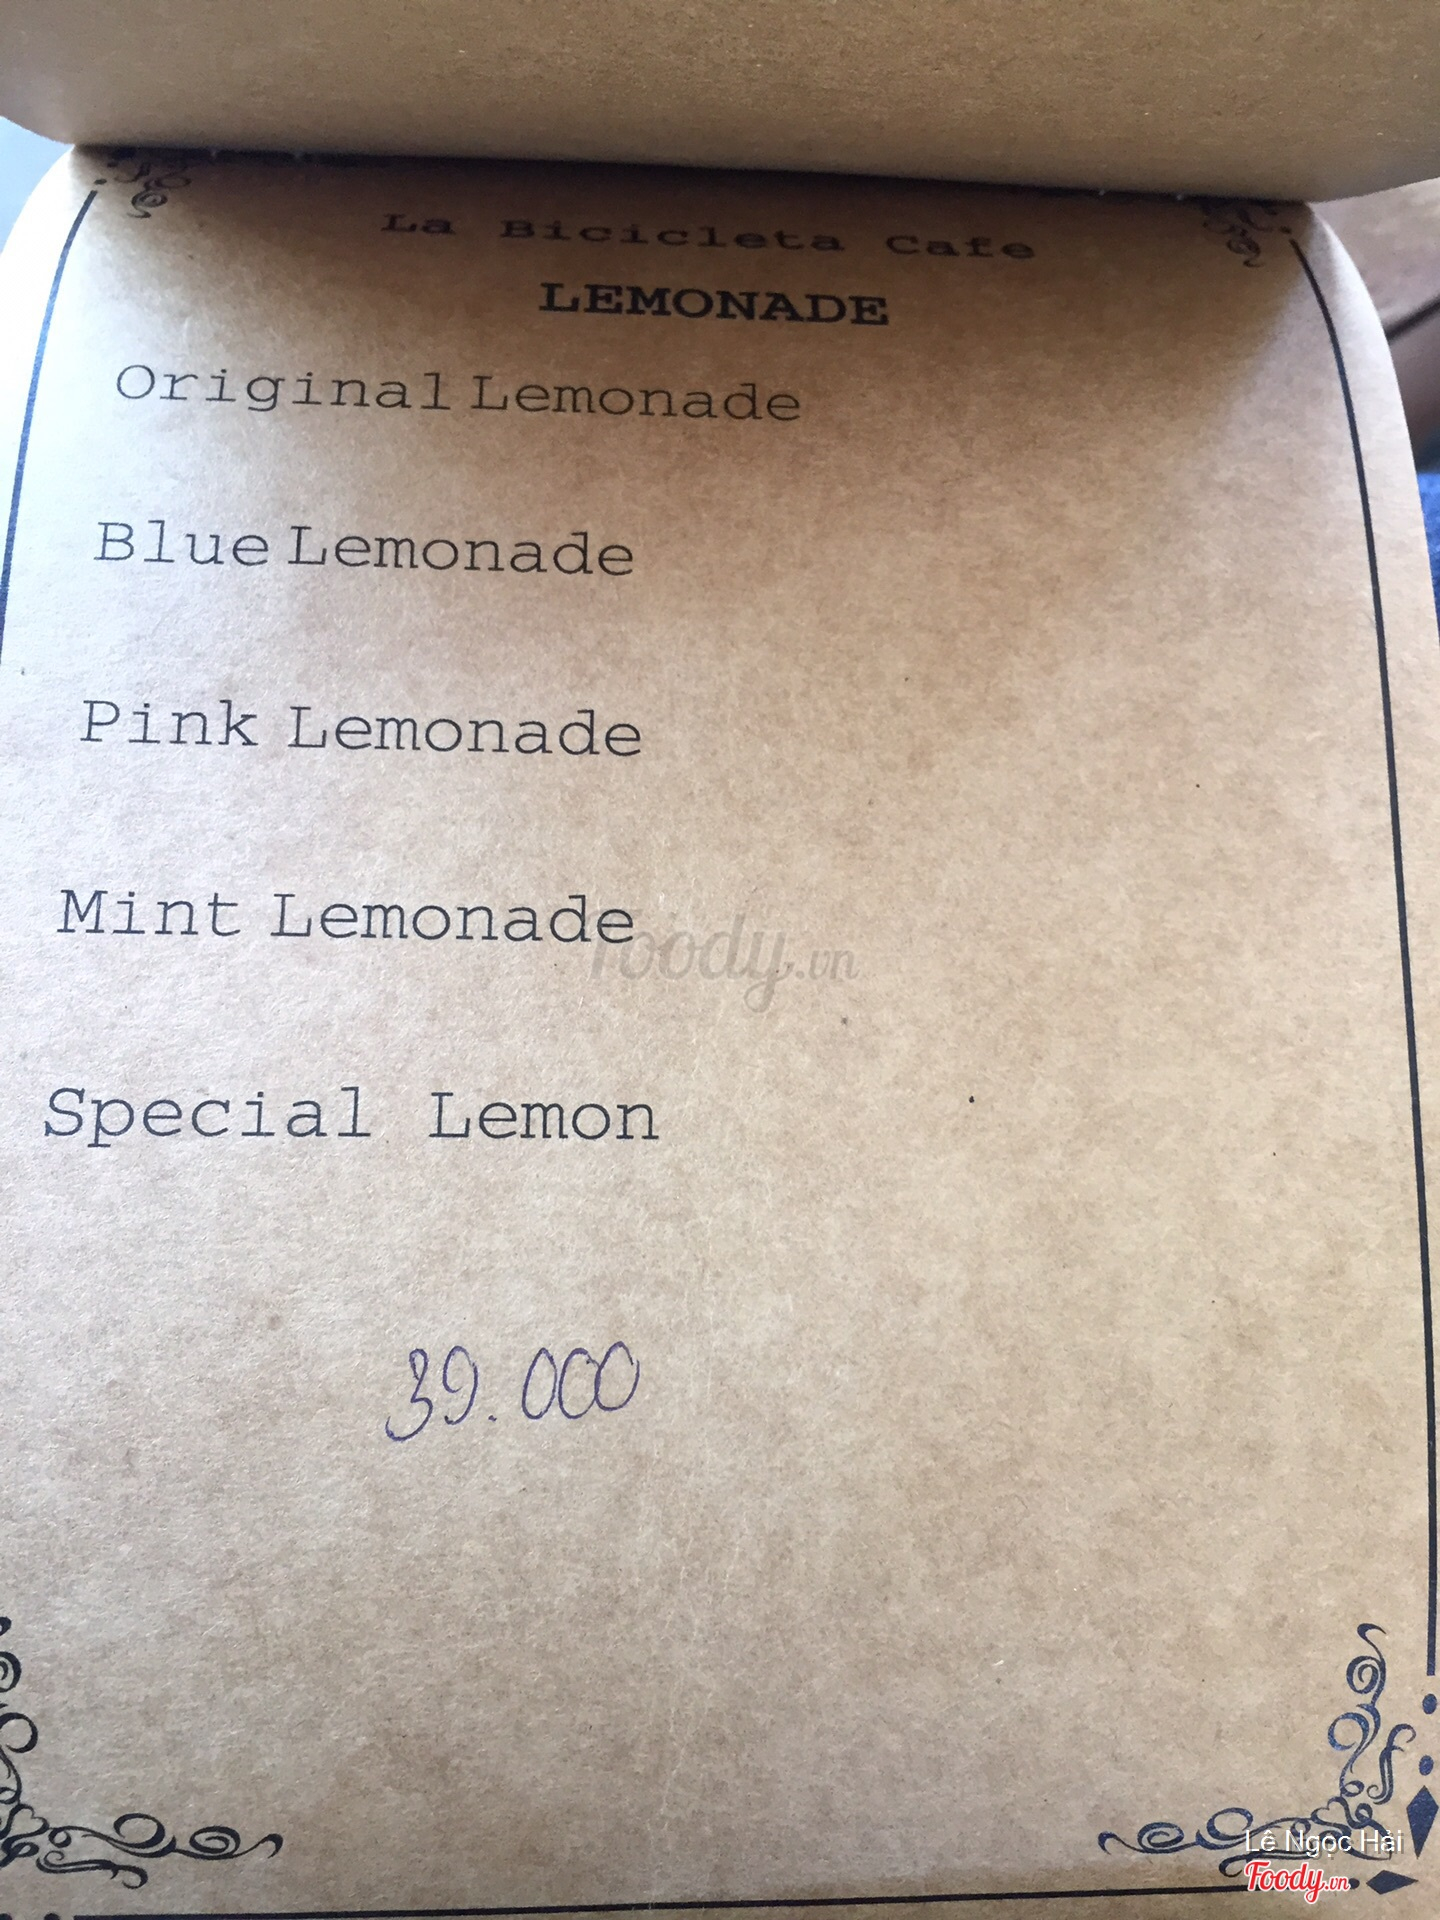 La Bicicleta Cafe
LEMONADE
Original Lemonade
Blue Lemonade
Pink Lemonade
Mint Lemonade
foody.vn
Special Lemon
39.000
Lê Ngọc Hải
Foody.vn